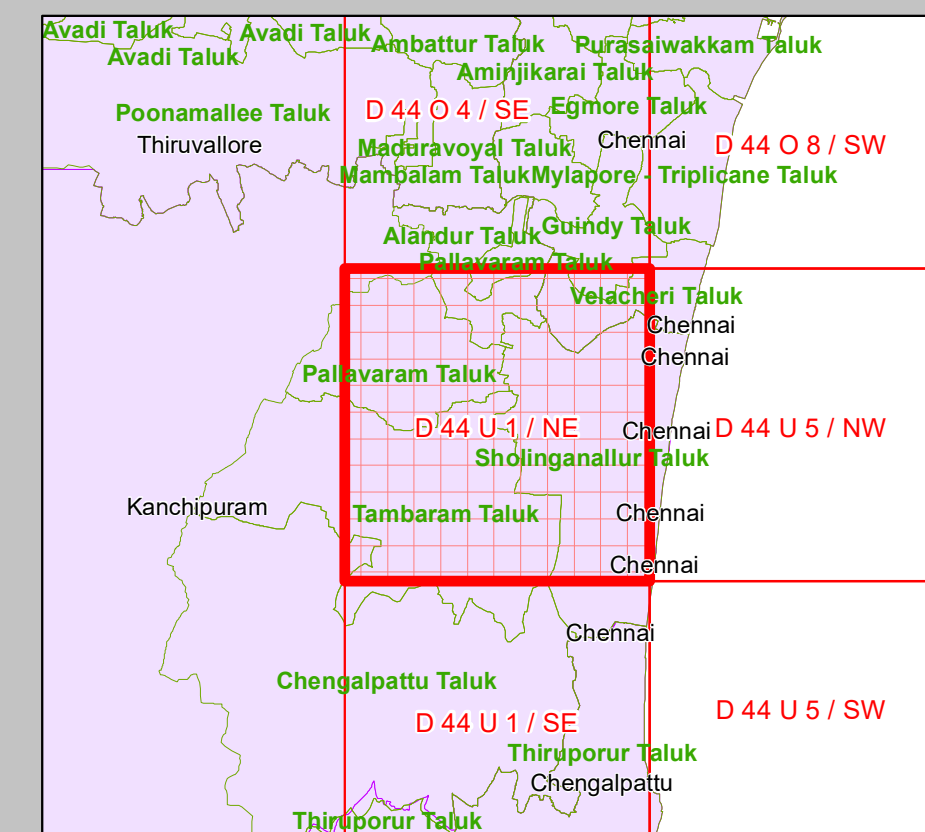 Avadi Taluk
Avadi Taluk
Ambattur Taluk
Purasaiwakkam Taluk
Avadi Taluk
Aminjikarai Taluk
Poonamallee Taluk
D 44 O 4 / SE
Egmore Taluk
Thiruvallore
Maduravoyal Taluk
Chennai
D 44 O 8 / SW
Mambalam Taluk
Mylapore - Triplicane Taluk
Alandur Taluk
Guindy Taluk
Pallavaram Taluk
Velacheri Taluk
Chennai
Chennai
Pallavaram Taluk
D 44 U 1 / NE
Chennai
D 44 U 5 / NW
Sholinganallur Taluk
Kanchipuram
Tambaram Taluk
Chennai
Chennai
Chennai
Chengalpattu Taluk
D 44 U 1 / SE
D 44 U 5 / SW
Thiruporur Taluk
Chengalpattu
Thiruporur Taluk